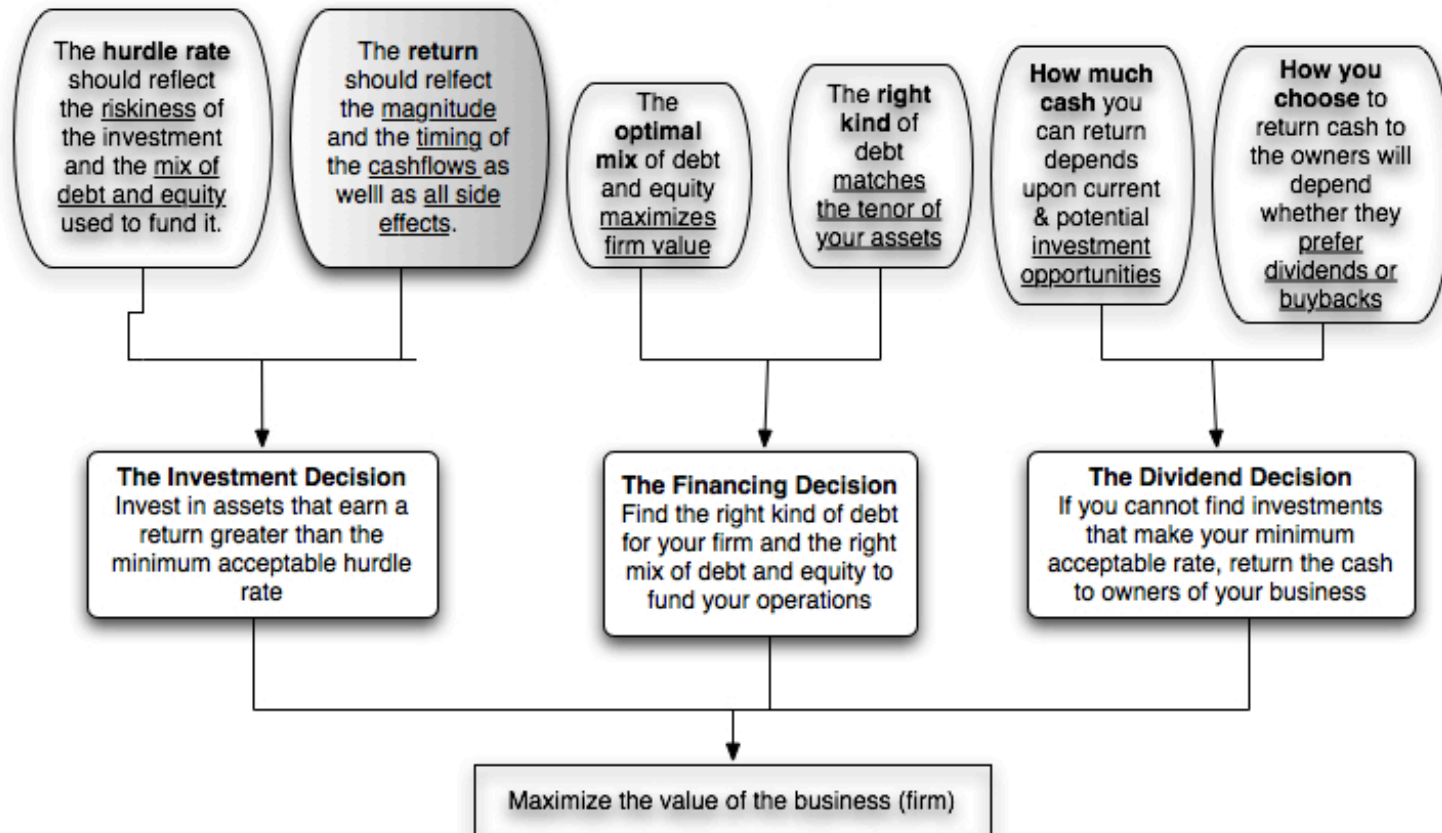 The hurdle rate
should reflect
the riskiness of
the investment
and the mix of
debt and equity
used to fund it.
The return
should relfect
the magnitude
and the timing of
the cashflows as
welll as all side
effects.
The
optimal
mix of debt
and equity
maximizes
firm value
The right
kind of
debt
matches
the tenor of
your assets
How much
cash you
can return
depends
upon current
& potential
investment
opportunities
How you
choose to
return cash to
the owners will
depend
whether they
prefer
dividends or
buybacks
The Investment Decision
Invest in assets that earn a
return greater than the
minimum acceptable hurdle
rate
The Financing Decision
Find the right kind of debt
for your firm and the right
mix of debt and equity to
fund your operations
The Dividend Decision
If you cannot find investments
that make your minimum
acceptable rate, return the cash
to owners of your business
Maximize the value of the business (firm)